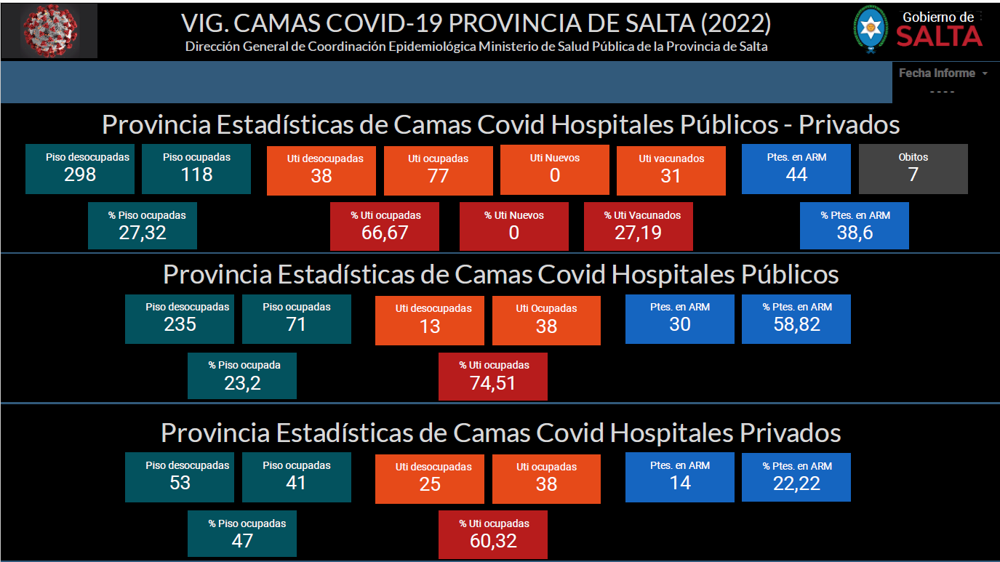 VIG. CAMAS COVID-19 PROVINCIA DE SALTA (2022)
Dirección General de Coordinación Epidemiológica Ministerio de Salud Pública de la Provincia de Salta
Gobierno de
SALTA
Fecha Informe
Provincia Estadísticas de Camas Covid Hospitales Públicos - Privados
Piso desocupadas Piso ocupadas Uti desocupadas Uti ocupadas Uti Nuevos Uti vacunados Ptes. en ARM Obitos
298 118 38 77 0 31 44 7
% Piso ocupadas % Uti ocupadas % Uti Nuevos % Uti Vacunados % Ptes. en ARM
27,32 66,67 0 27,19 38,6
Provincia Estadísticas de Camas Covid Hospitales Públicos
Piso desocupadas Piso ocupadas Uti desocupadas Uti Ocupadas Ptes. en ARM % Ptes. en ARM
235 71 13 38 30 58,82
% Piso ocupada % Uti ocupadas
23,2 74,51
Provincia Estadísticas de Camas Covid Hospitales Privados
Piso desocupadas Piso ocupadas Uti desocupadas Uti ocupadas Ptes. en ARM % Ptes. en ARM
53 41 25 38 14 22,22
% Piso ocupadas % Uti ocupadas
47 60,32